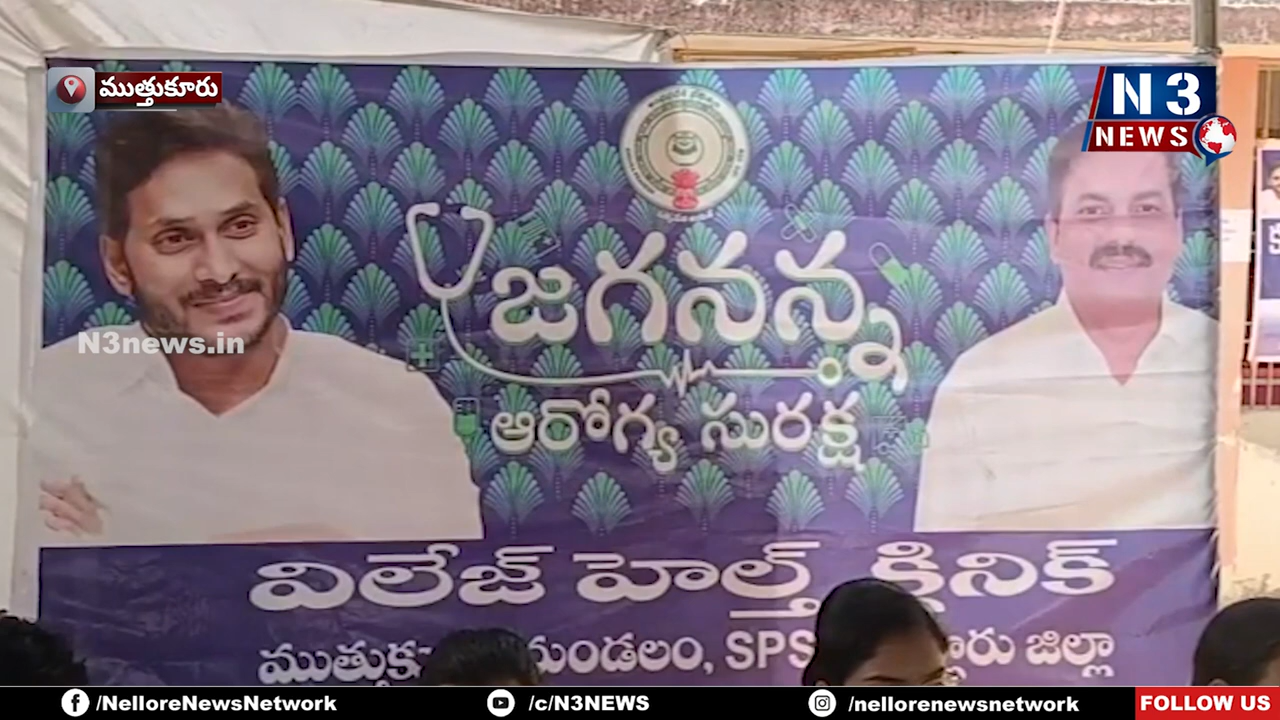 ముత్తుకూరు
N3
NEWS
N3news.in
జగనన్న
ఆరోగ్య సురక్ష
విలేజ్ హెల్త్ క్లినిక్
మండలం, SPS జిల్లా
/NelloreNewsNetwork
/c/N3NEWS
/nellorenewsnetwork
FOLLOW US